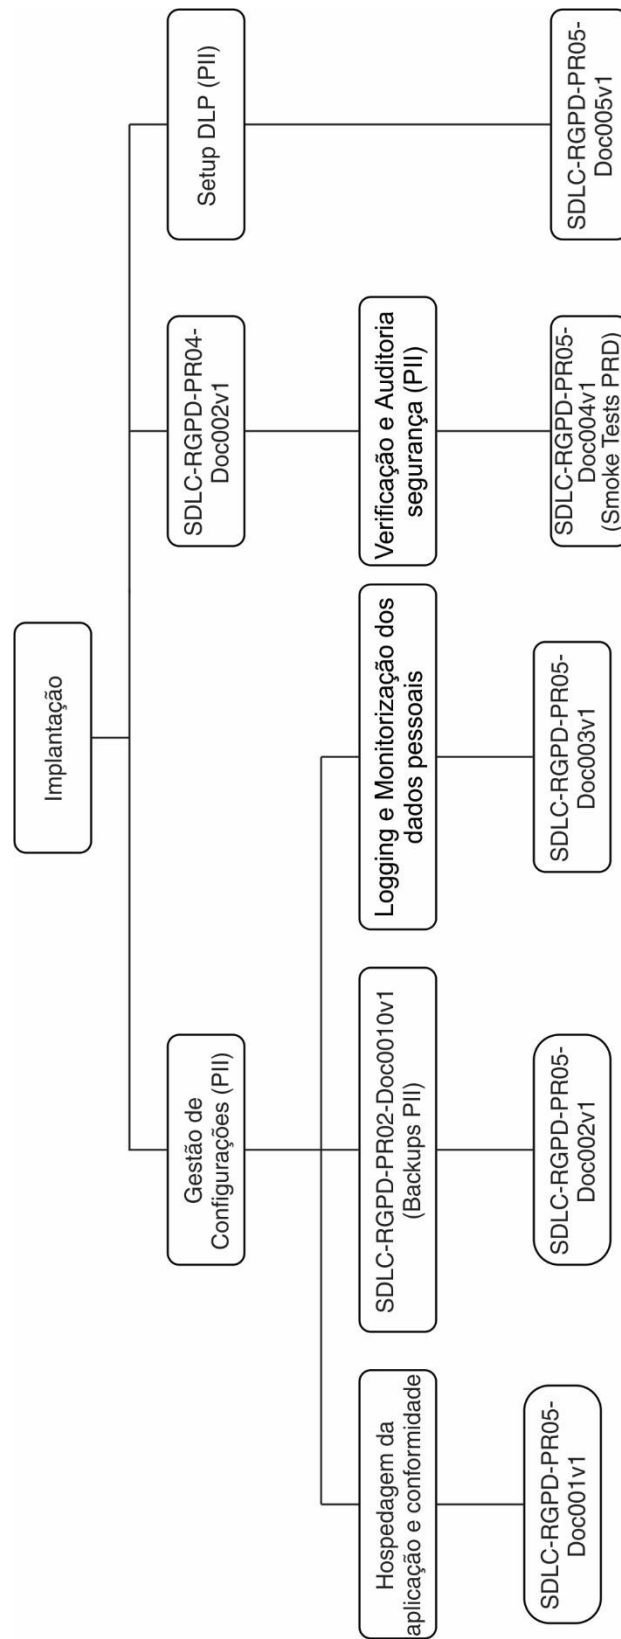 Implantação
Gestão de
Configurações (PII)
SDLC-RGPD-PR04-
Doc002v1
Setup DLP (PII)
Hospedagem da
aplicação e conformidade
SDLC-RGPD-PR02-Doc0010v1
(Backups PII)
Logging e Monitorização dos
dados pessoais
Verificação e Auditoria
segurança (PII)
SDLC-RGPD-PR05-
Doc001v1
SDLC-RGPD-PR05-
Doc002v1
SDLC-RGPD-PR05-
Doc003v1
SDLC-RGPD-PR05-
Doc004v1
(Smoke Tests PRD)
SDLC-RGPD-PR05-
Doc005v1